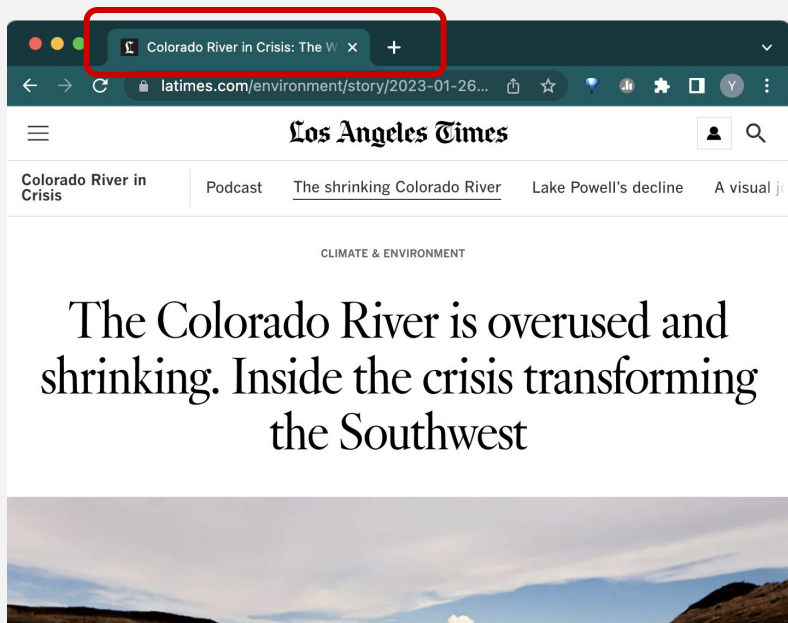 Colorado River in Crisis: The W
latimes.com/environment/story/2023-01-26...
Y
Los Angeles Times
Colorado River in
Crisis
Podcast
The shrinking Colorado River
Lake Powell's decline
A visual
CLIMATE & ENVIRONMENT
The Colorado River is overused and
shrinking. Inside the crisis transforming
the Southwest